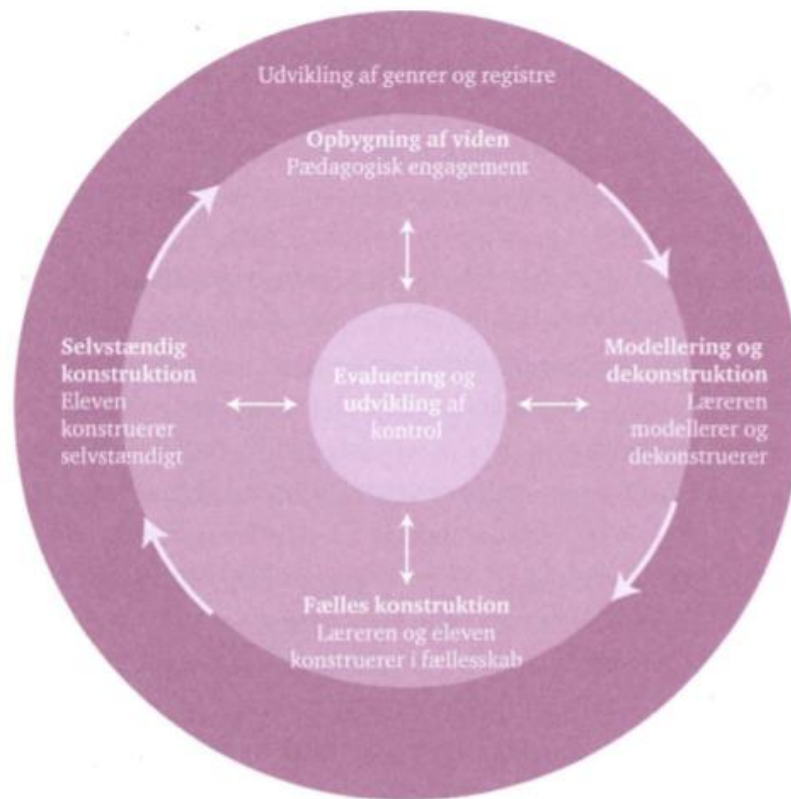 Udvikling af genrer og registre
Opbygning af viden
Pædagogisk engagement
Modellering og
dekonstruktion
Læreren
modellerer og
dekonstruerer
Fælles konstruktion
Læreren og eleven
konstruerer i fællesskab
Selvstændig
konstruktion
Eleven
konstruerer
selvstændigt
Evaluering og
udvikling af
kontrol